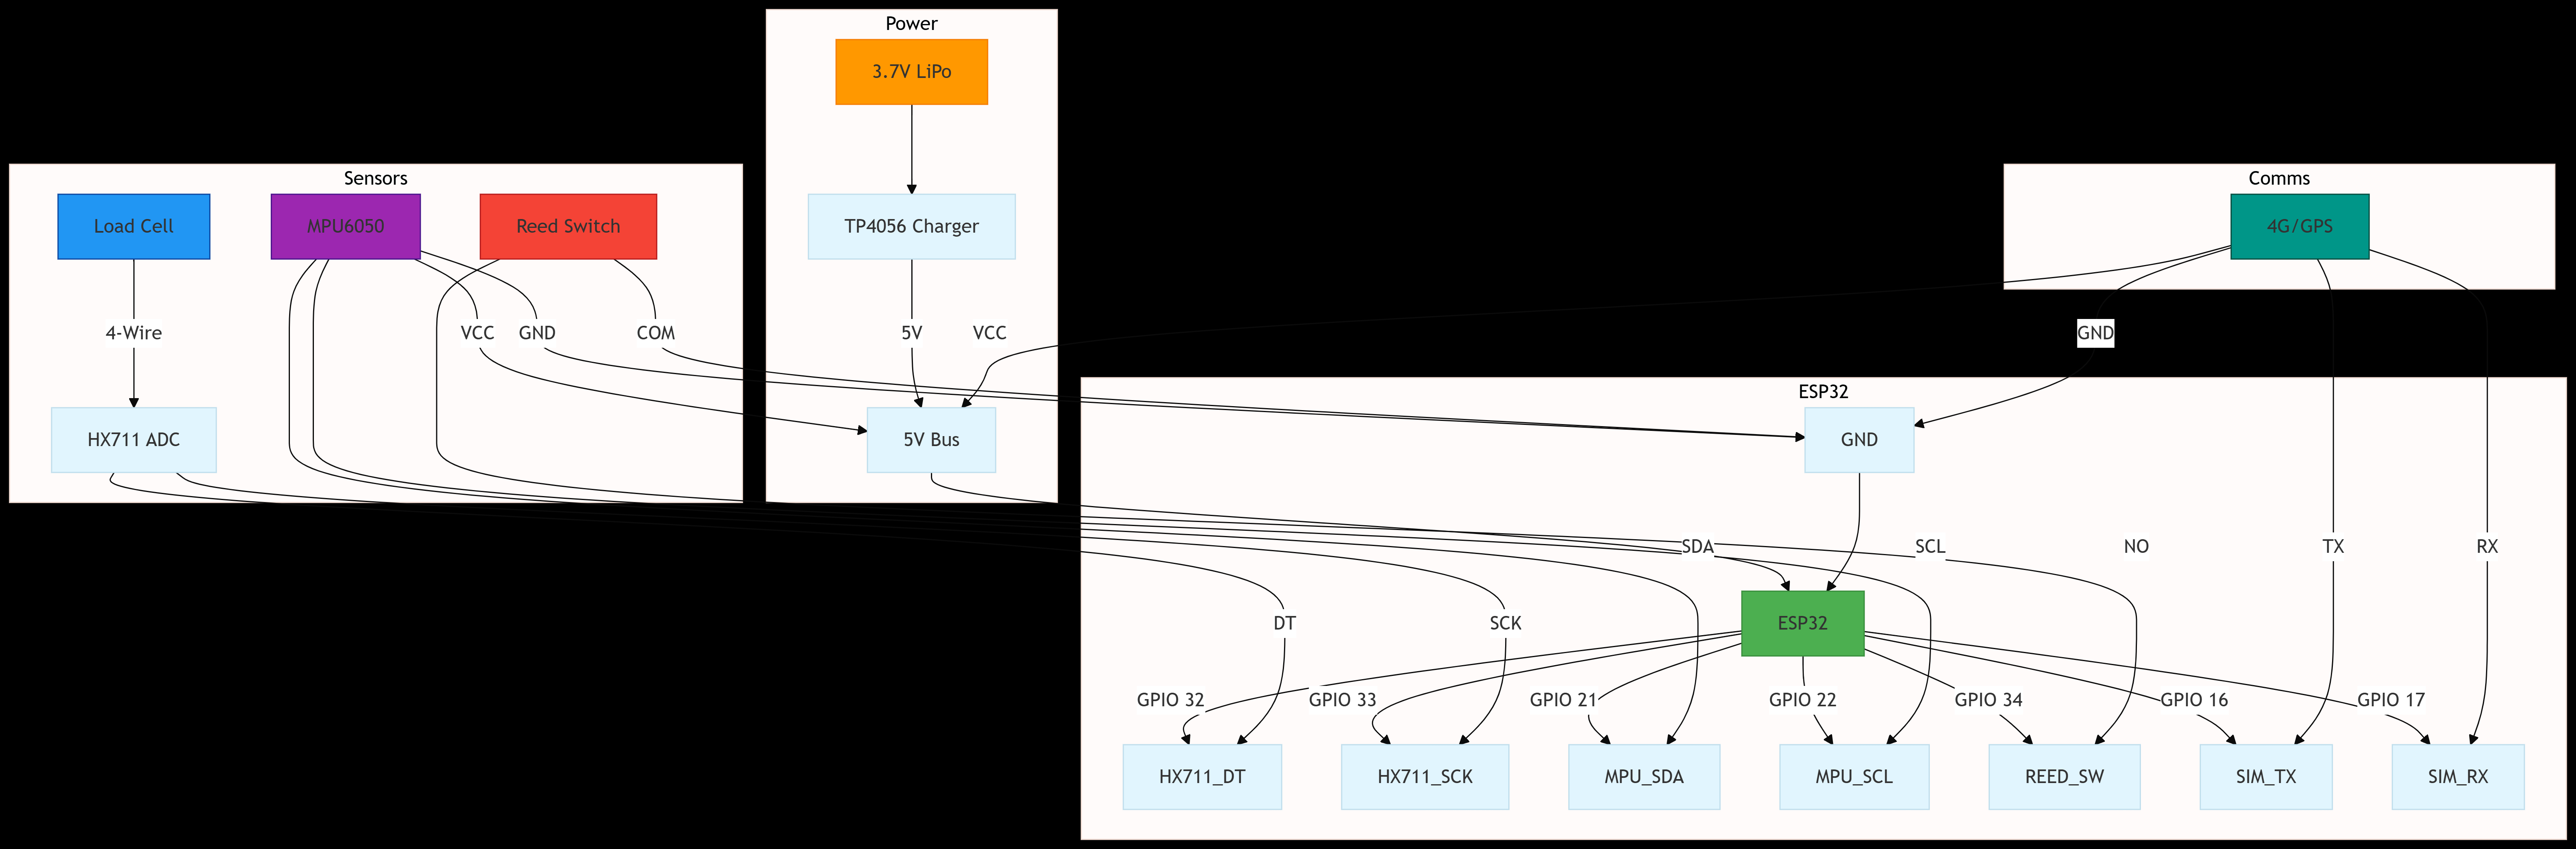 Power
3.7V LiPo
Sensors
Comms
Load Cell
MPU6050
Reed Switch
TP4056 Charger
4G/GPS
4-Wire
VCC
GND
COM
5V
VCC
GND
ESP32
HX711 ADC
5V Bus
GND
SDA
SCL
NO
TX
RX
DT
SCK
ESP32
GPIO 32
GPIO 33
GPIO 21
GPIO 22
GPIO 34
GPIO 16
GPIO 17
HX711_DT
HX711_SCK
MPU_SDA
MPU_SCL
REED_SW
SIM_TX
SIM_RX